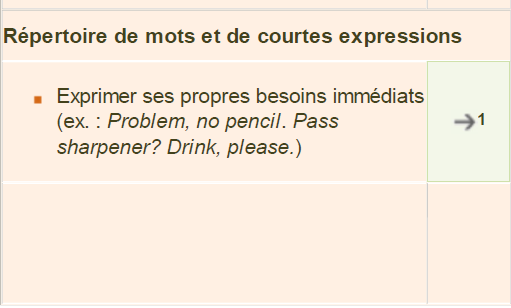 Répertoire de mots et de courtes expressions
▪ Exprimer ses propres besoins immédiats
(ex. : Problem, no pencil. Pass
sharpener? Drink, please.)
→1